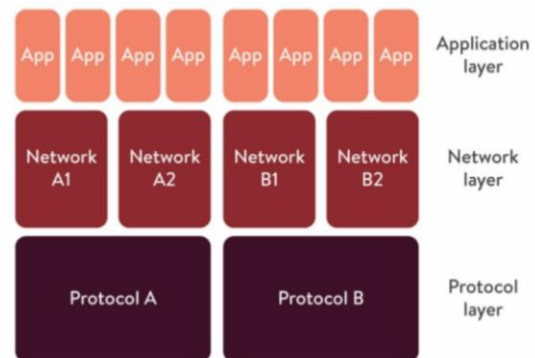 App App App App App App App App
Application
layer
Network
A1
Network
A2
Network
B1
Network
B2
Network
layer
Protocol A
Protocol B
Protocol
layer